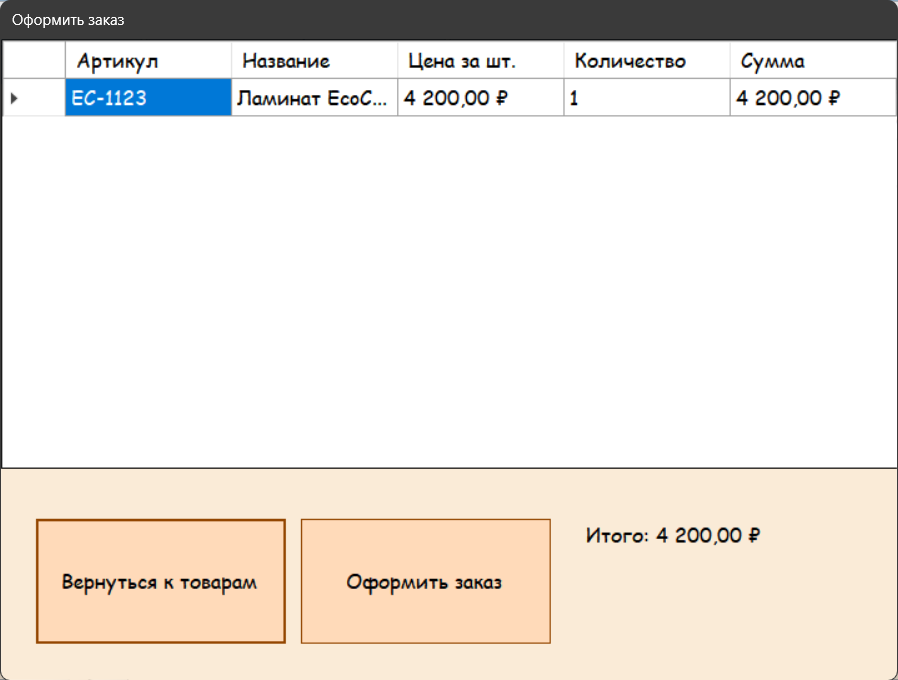 Оформить заказ
Артикул Название Цена за шт. Количество Сумма
EC-1123 Ламинат EcoC... 4 200,00 ₽ 1 4 200,00 ₽
Итого: 4 200,00 ₽
Вернуться к товарам Оформить заказ